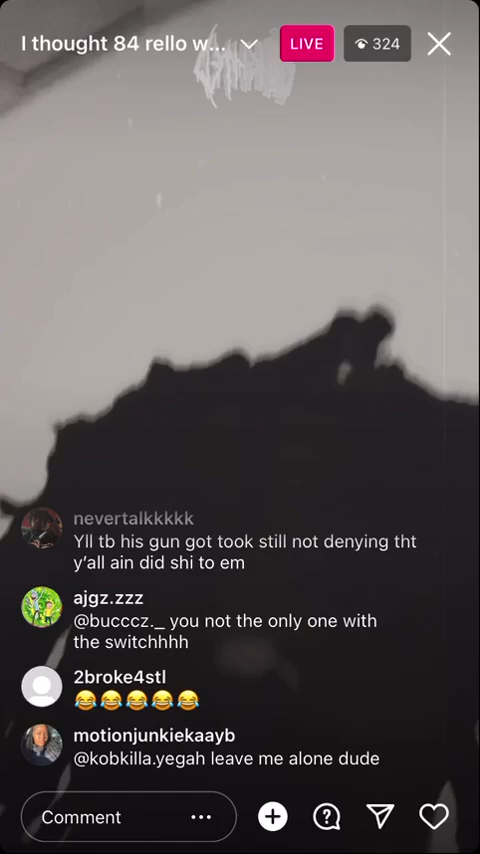 I thought 84 rello w...
LIVE
324
nevertalkkkkk
Yll tb his gun got took still not denying tht
y'all ain did shi to em
ajgz.zzz
@bucccz._ you not the only one with
the switchhhh
2broke4stl
😂😂😂😂😂
motionjunkiekaayb
@kobkilla.yegah leave me alone dude
Comment